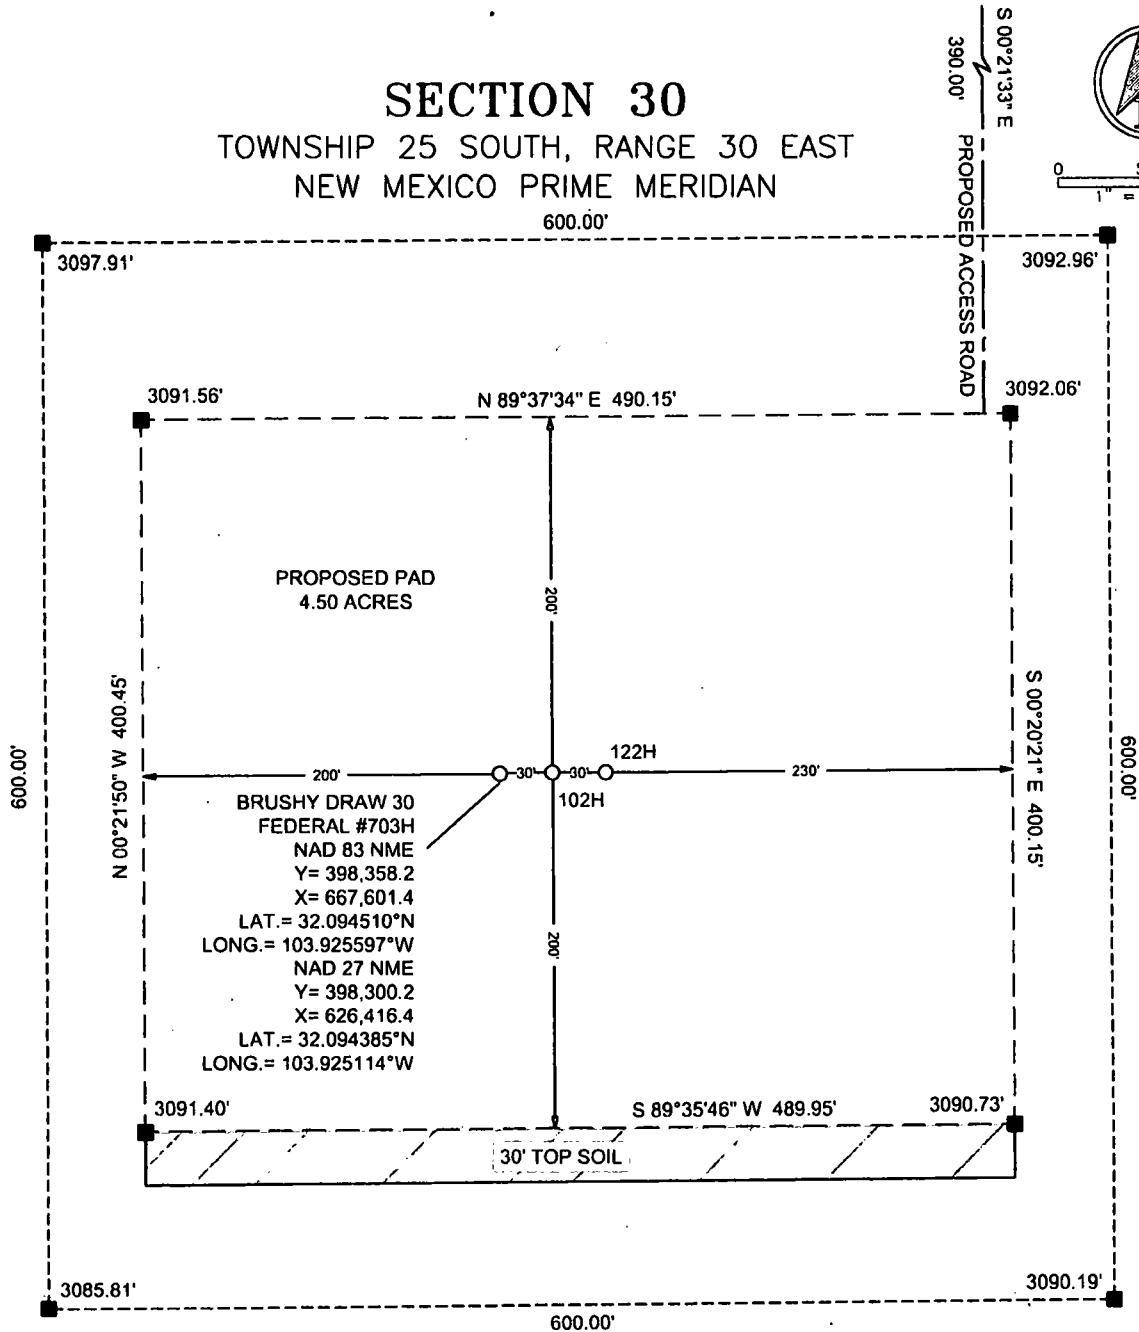 SECTION 30
TOWNSHIP 25 SOUTH, RANGE 30 EAST
NEW MEXICO PRIME MERIDIAN
S 00°21'33" E
390.00'
PROPOSED ACCESS ROAD
0
1" =
600.00'
3097.91'
3092.96'
3091.56'
N 89°37'34" E 490.15'
3092.06'
PROPOSED PAD
4.50 ACRES
200'
N 00°21'50" W 400.45'
S 00°20'21" E 400.15'
600.00'
600.00'
122H
200'
30'
30'
230'
102H
BRUSHY DRAW 30
FEDERAL #703H
NAD 83 NME
Y= 398,358.2
X= 667,601.4
LAT.= 32.094510°N
LONG.= 103.925597°W
NAD 27 NME
Y= 398,300.2
X= 626,416.4
LAT.= 32.094385°N
LONG.= 103.925114°W
200'
3091.40'
S 89°35'46" W 489.95'
3090.73'
30' TOP SOIL
3085.81'
3090.19'
600.00'